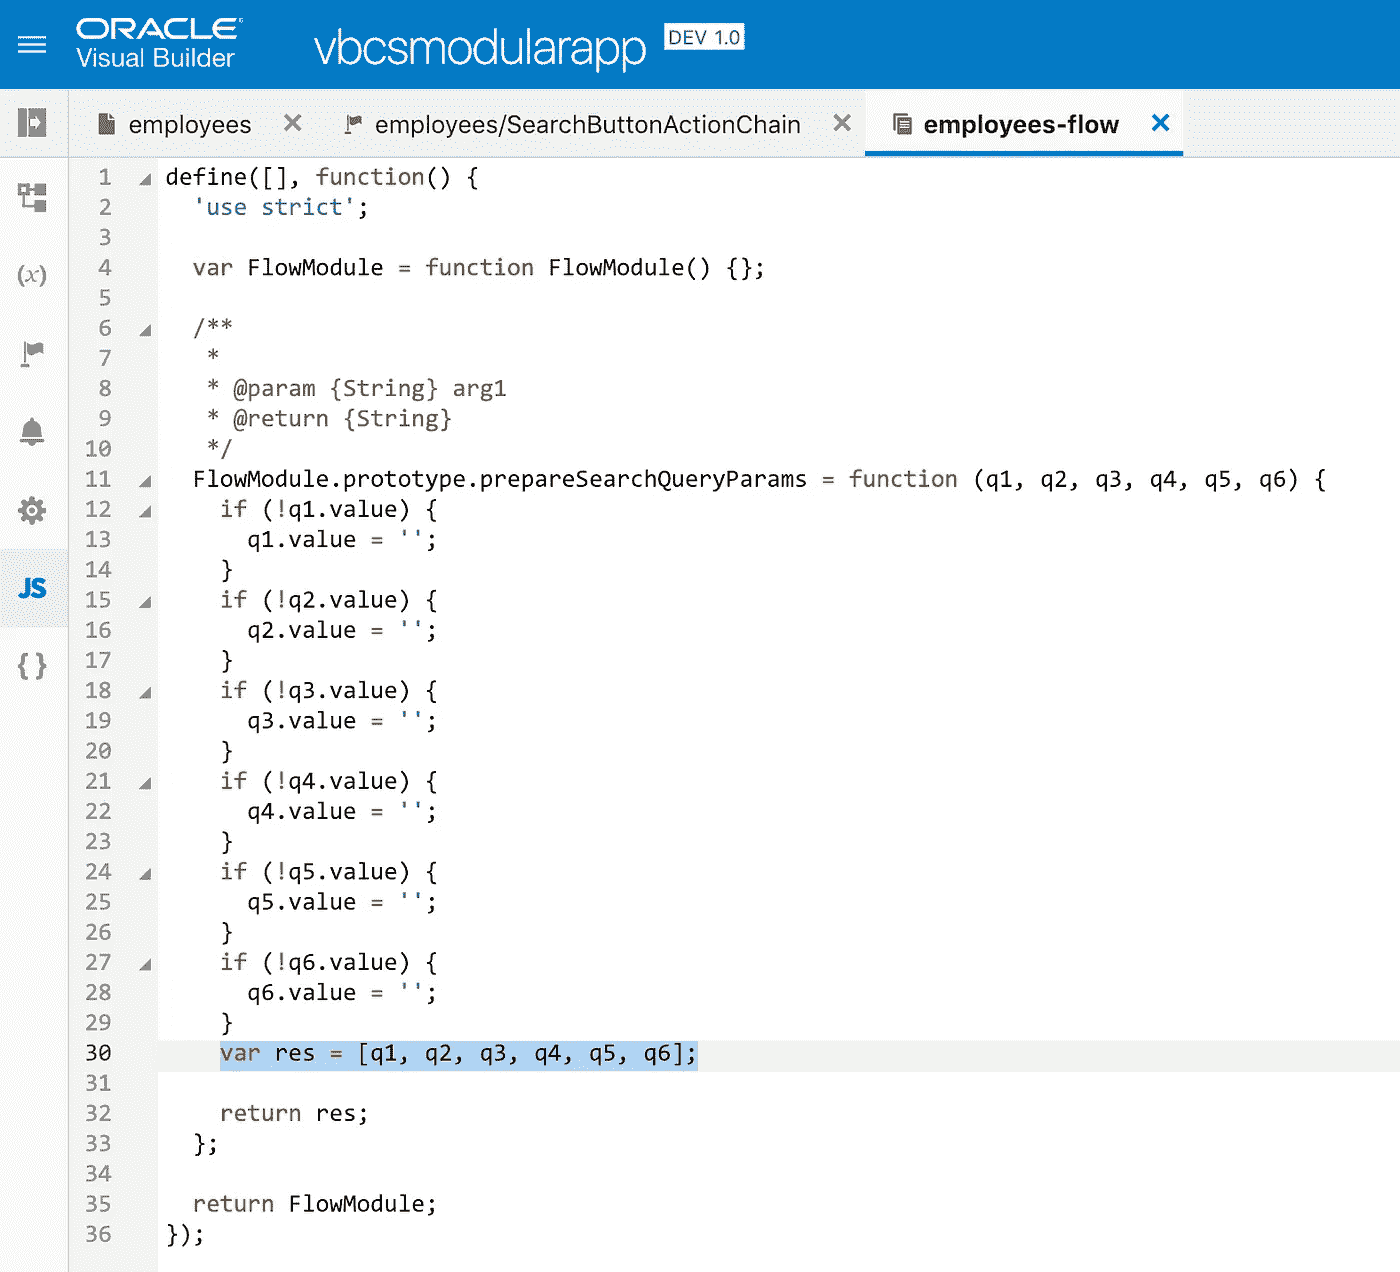 ORACLE
Visual Builder
vbcsmodularapp DEV 1.0
employees employees/SearchButtonActionChain employees-flow
(x)
JS
{ }
1 define([], function() {
2 'use strict';
3
4 var FlowModule = function FlowModule() {};
5
6 /**
7 *
8 * @param {String} arg1
9 * @return {String}
10 */
11 FlowModule.prototype.prepareSearchQueryParams = function (q1, q2, q3, q4, q5, q6) {
12 if (!q1.value) {
13 q1.value = '';
14 }
15 if (!q2.value) {
16 q2.value = '';
17 }
18 if (!q3.value) {
19 q3.value = '';
20 }
21 if (!q4.value) {
22 q4.value = '';
23 }
24 if (!q5.value) {
25 q5.value = '';
26 }
27 if (!q6.value) {
28 q6.value = '';
29 }
30 var res = [q1, q2, q3, q4, q5, q6];
31
32 return res;
33 };
34
35 return FlowModule;
36 });